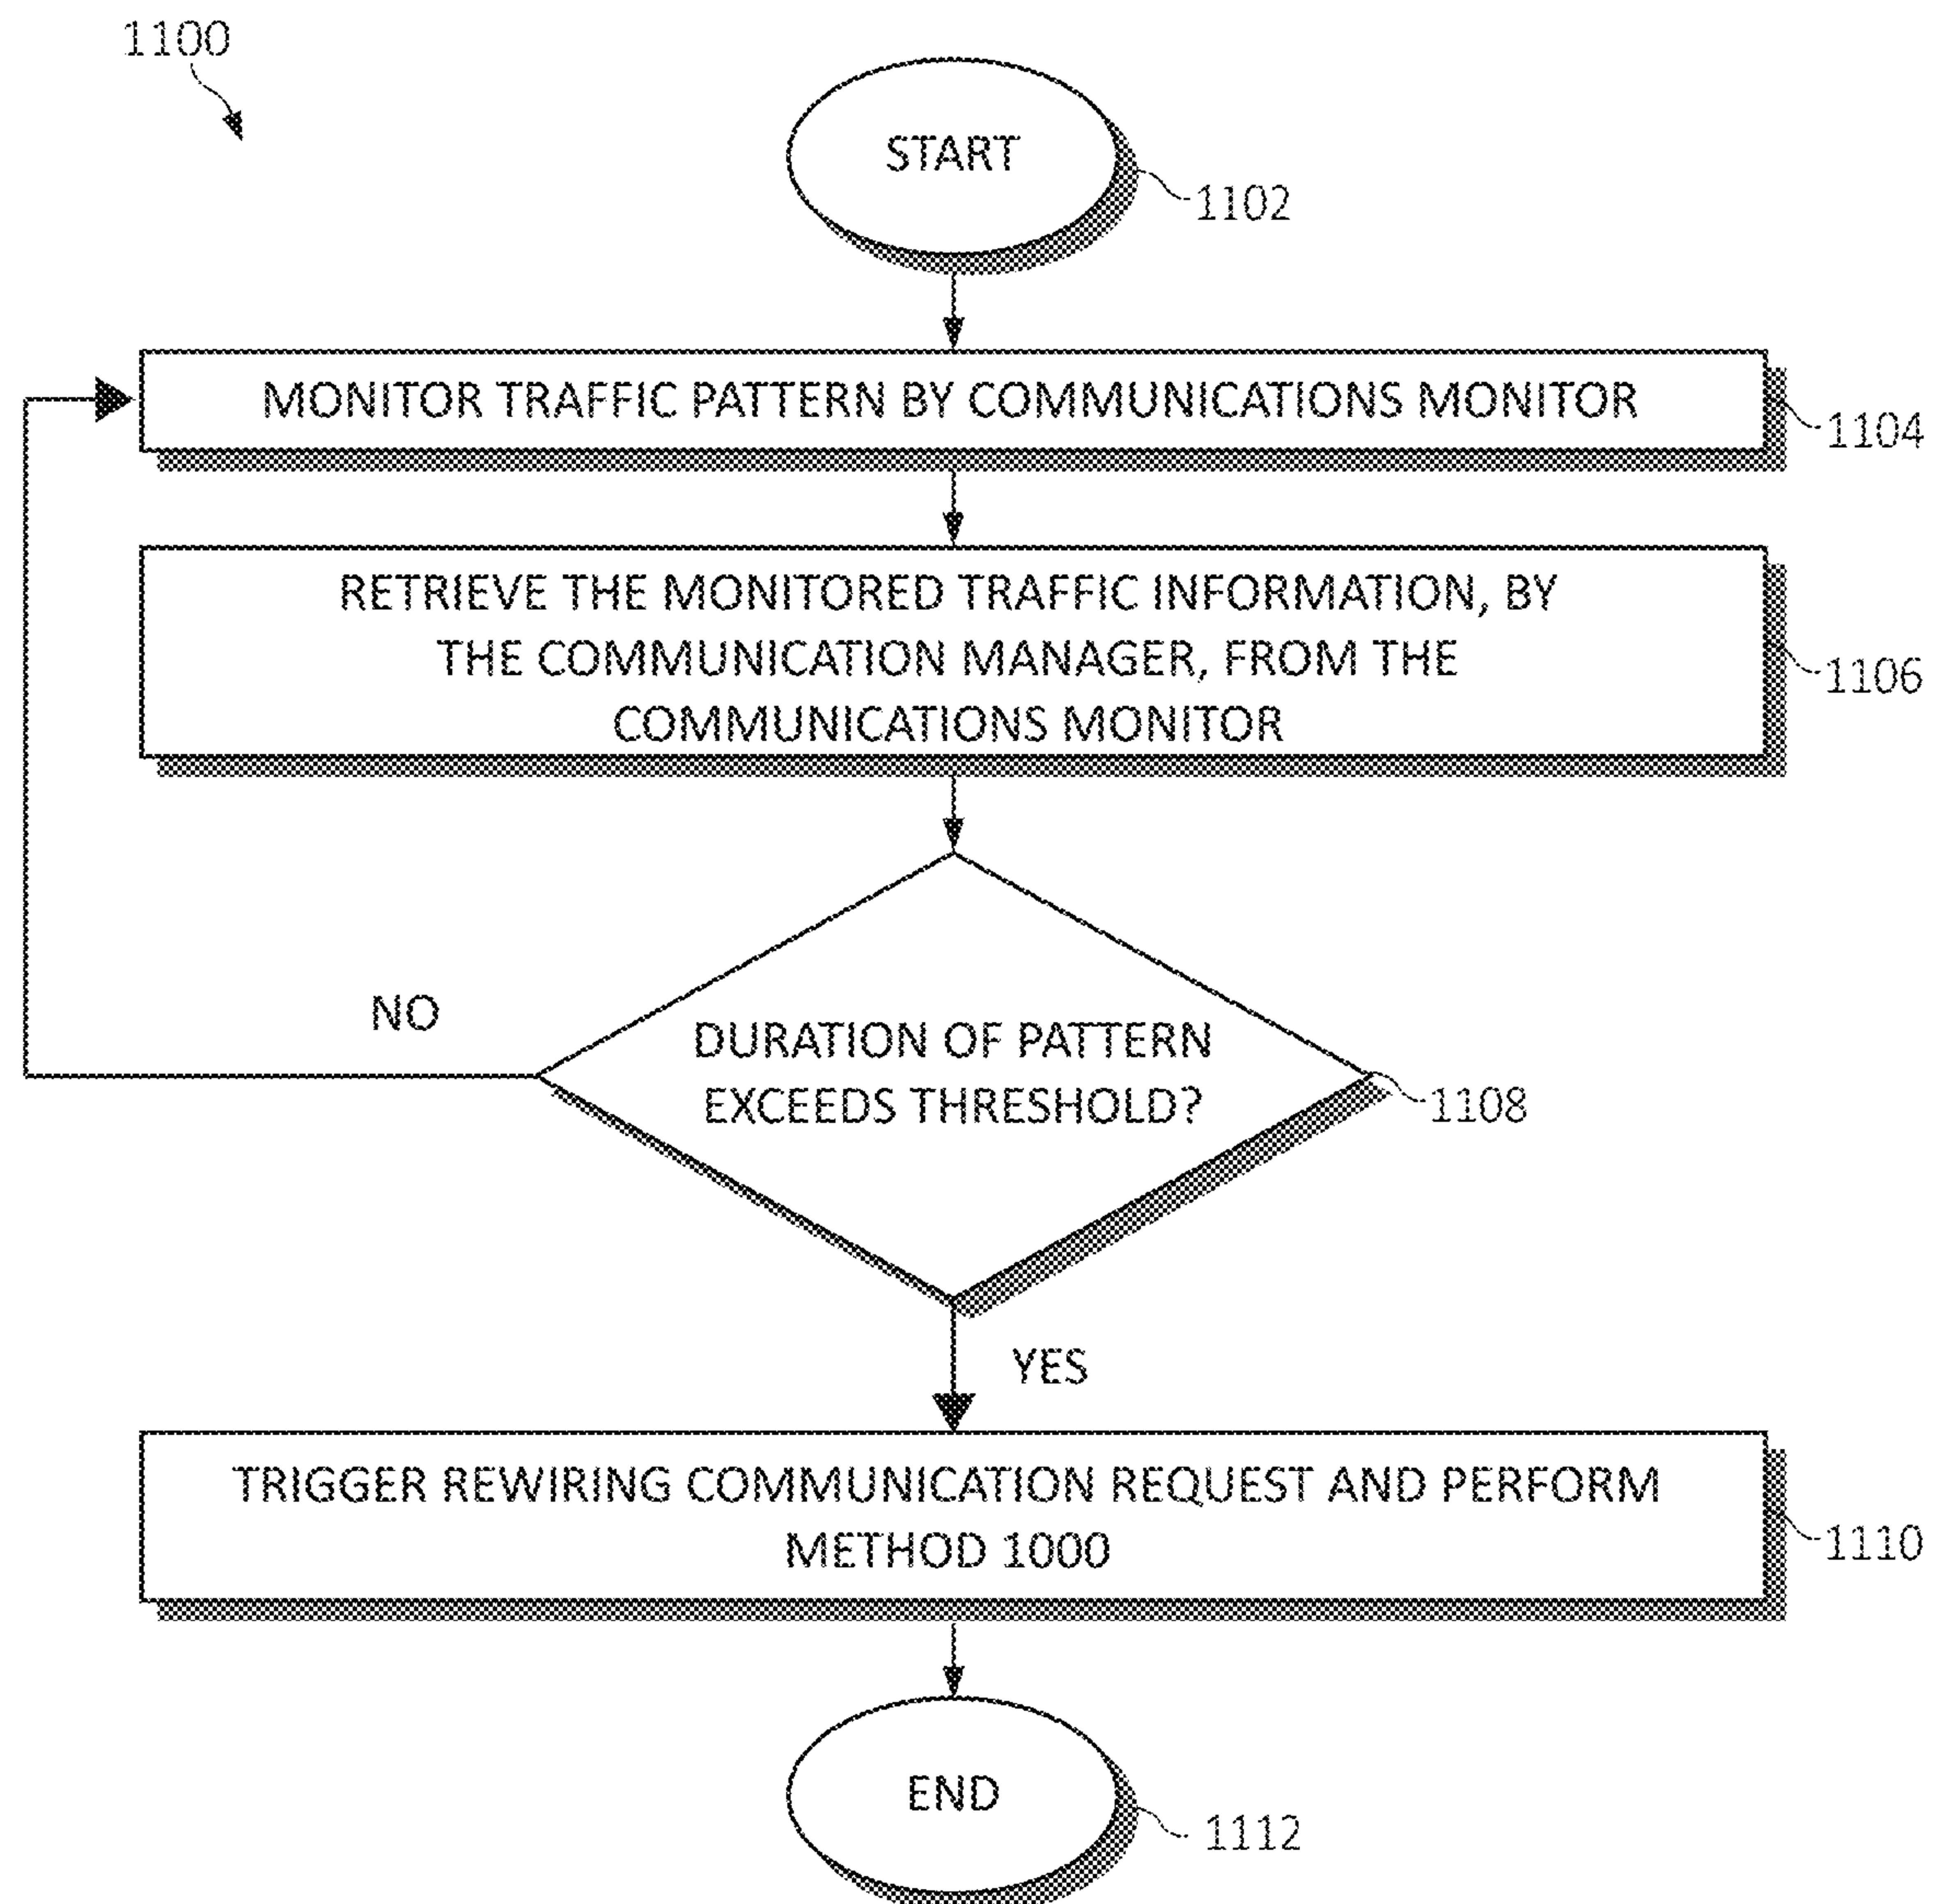 1100
START
1102
MONITOR TRAFFIC PATTERN BY COMMUNICATIONS MONITOR
1104
RETRIEVE THE MONITORED TRAFFIC INFORMATION, BY
THE COMMUNICATION MANAGER, FROM THE
COMMUNICATIONS MONITOR
1106
NO
DURATION OF PATTERN
EXCEEDS THRESHOLD?
1108
YES
TRIGGER REWIRING COMMUNICATION REQUEST AND PERFORM
METHOD 1000
1110
END
1112